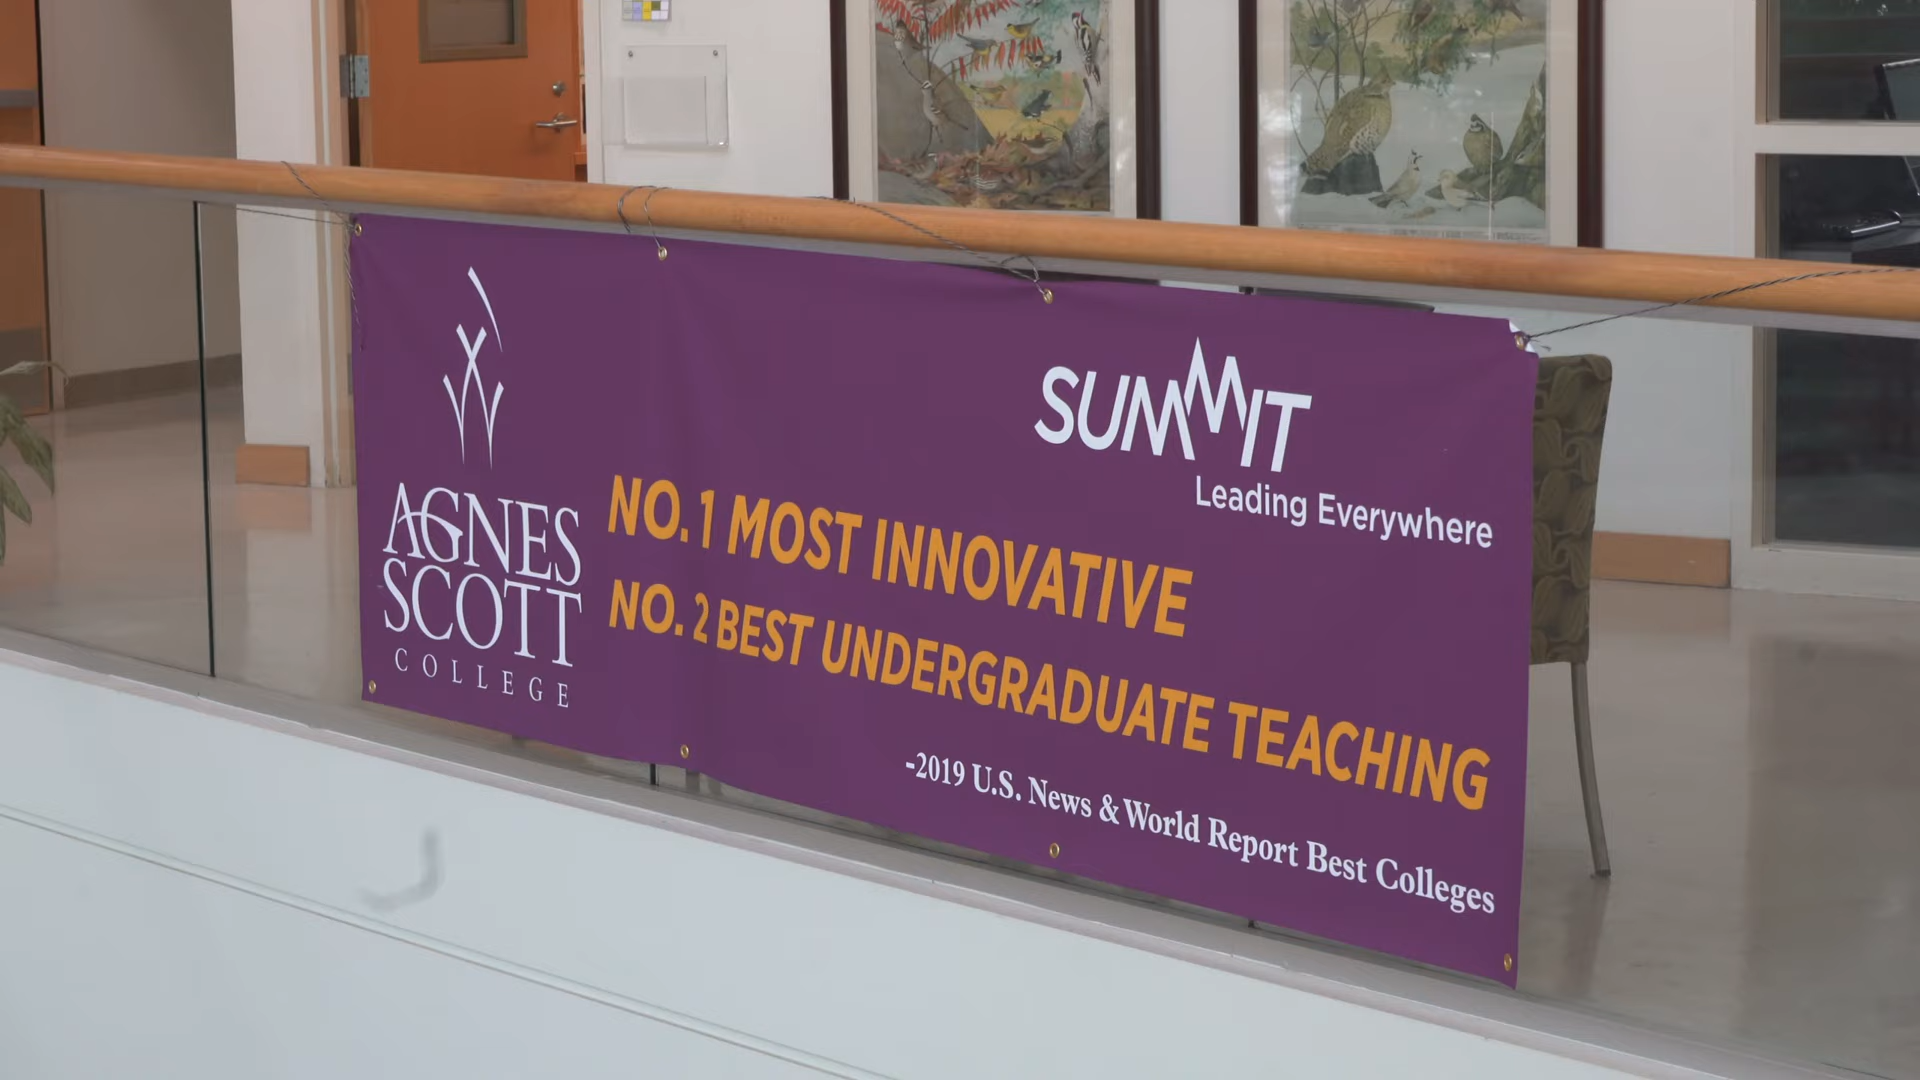 AGNES
SCOTT
COLLEGE
SUMMIT
Leading Everywhere
NO. 1 MOST INNOVATIVE
NO. 2 BEST UNDERGRADUATE TEACHING
-2019 U.S. News & World Report Best Colleges